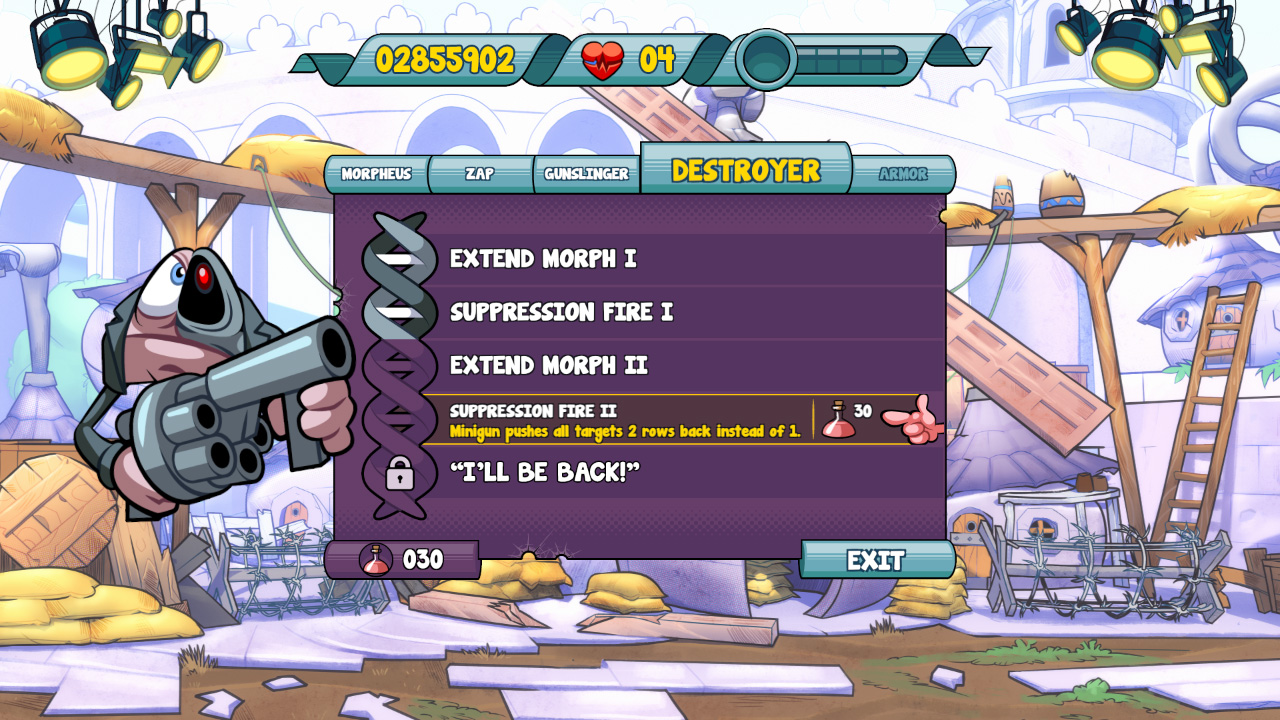 02855902
04
MORPHEUS
ZAP
GUNSLINGER
DESTROYER
ARMOR
EXTEND MORPH I
SUPPRESSION FIRE I
EXTEND MORPH II
SUPPRESSION FIRE II
30
Minigun pushes all targets 2 rows back instead of 1.
“I’LL BE BACK!”
030
EXIT